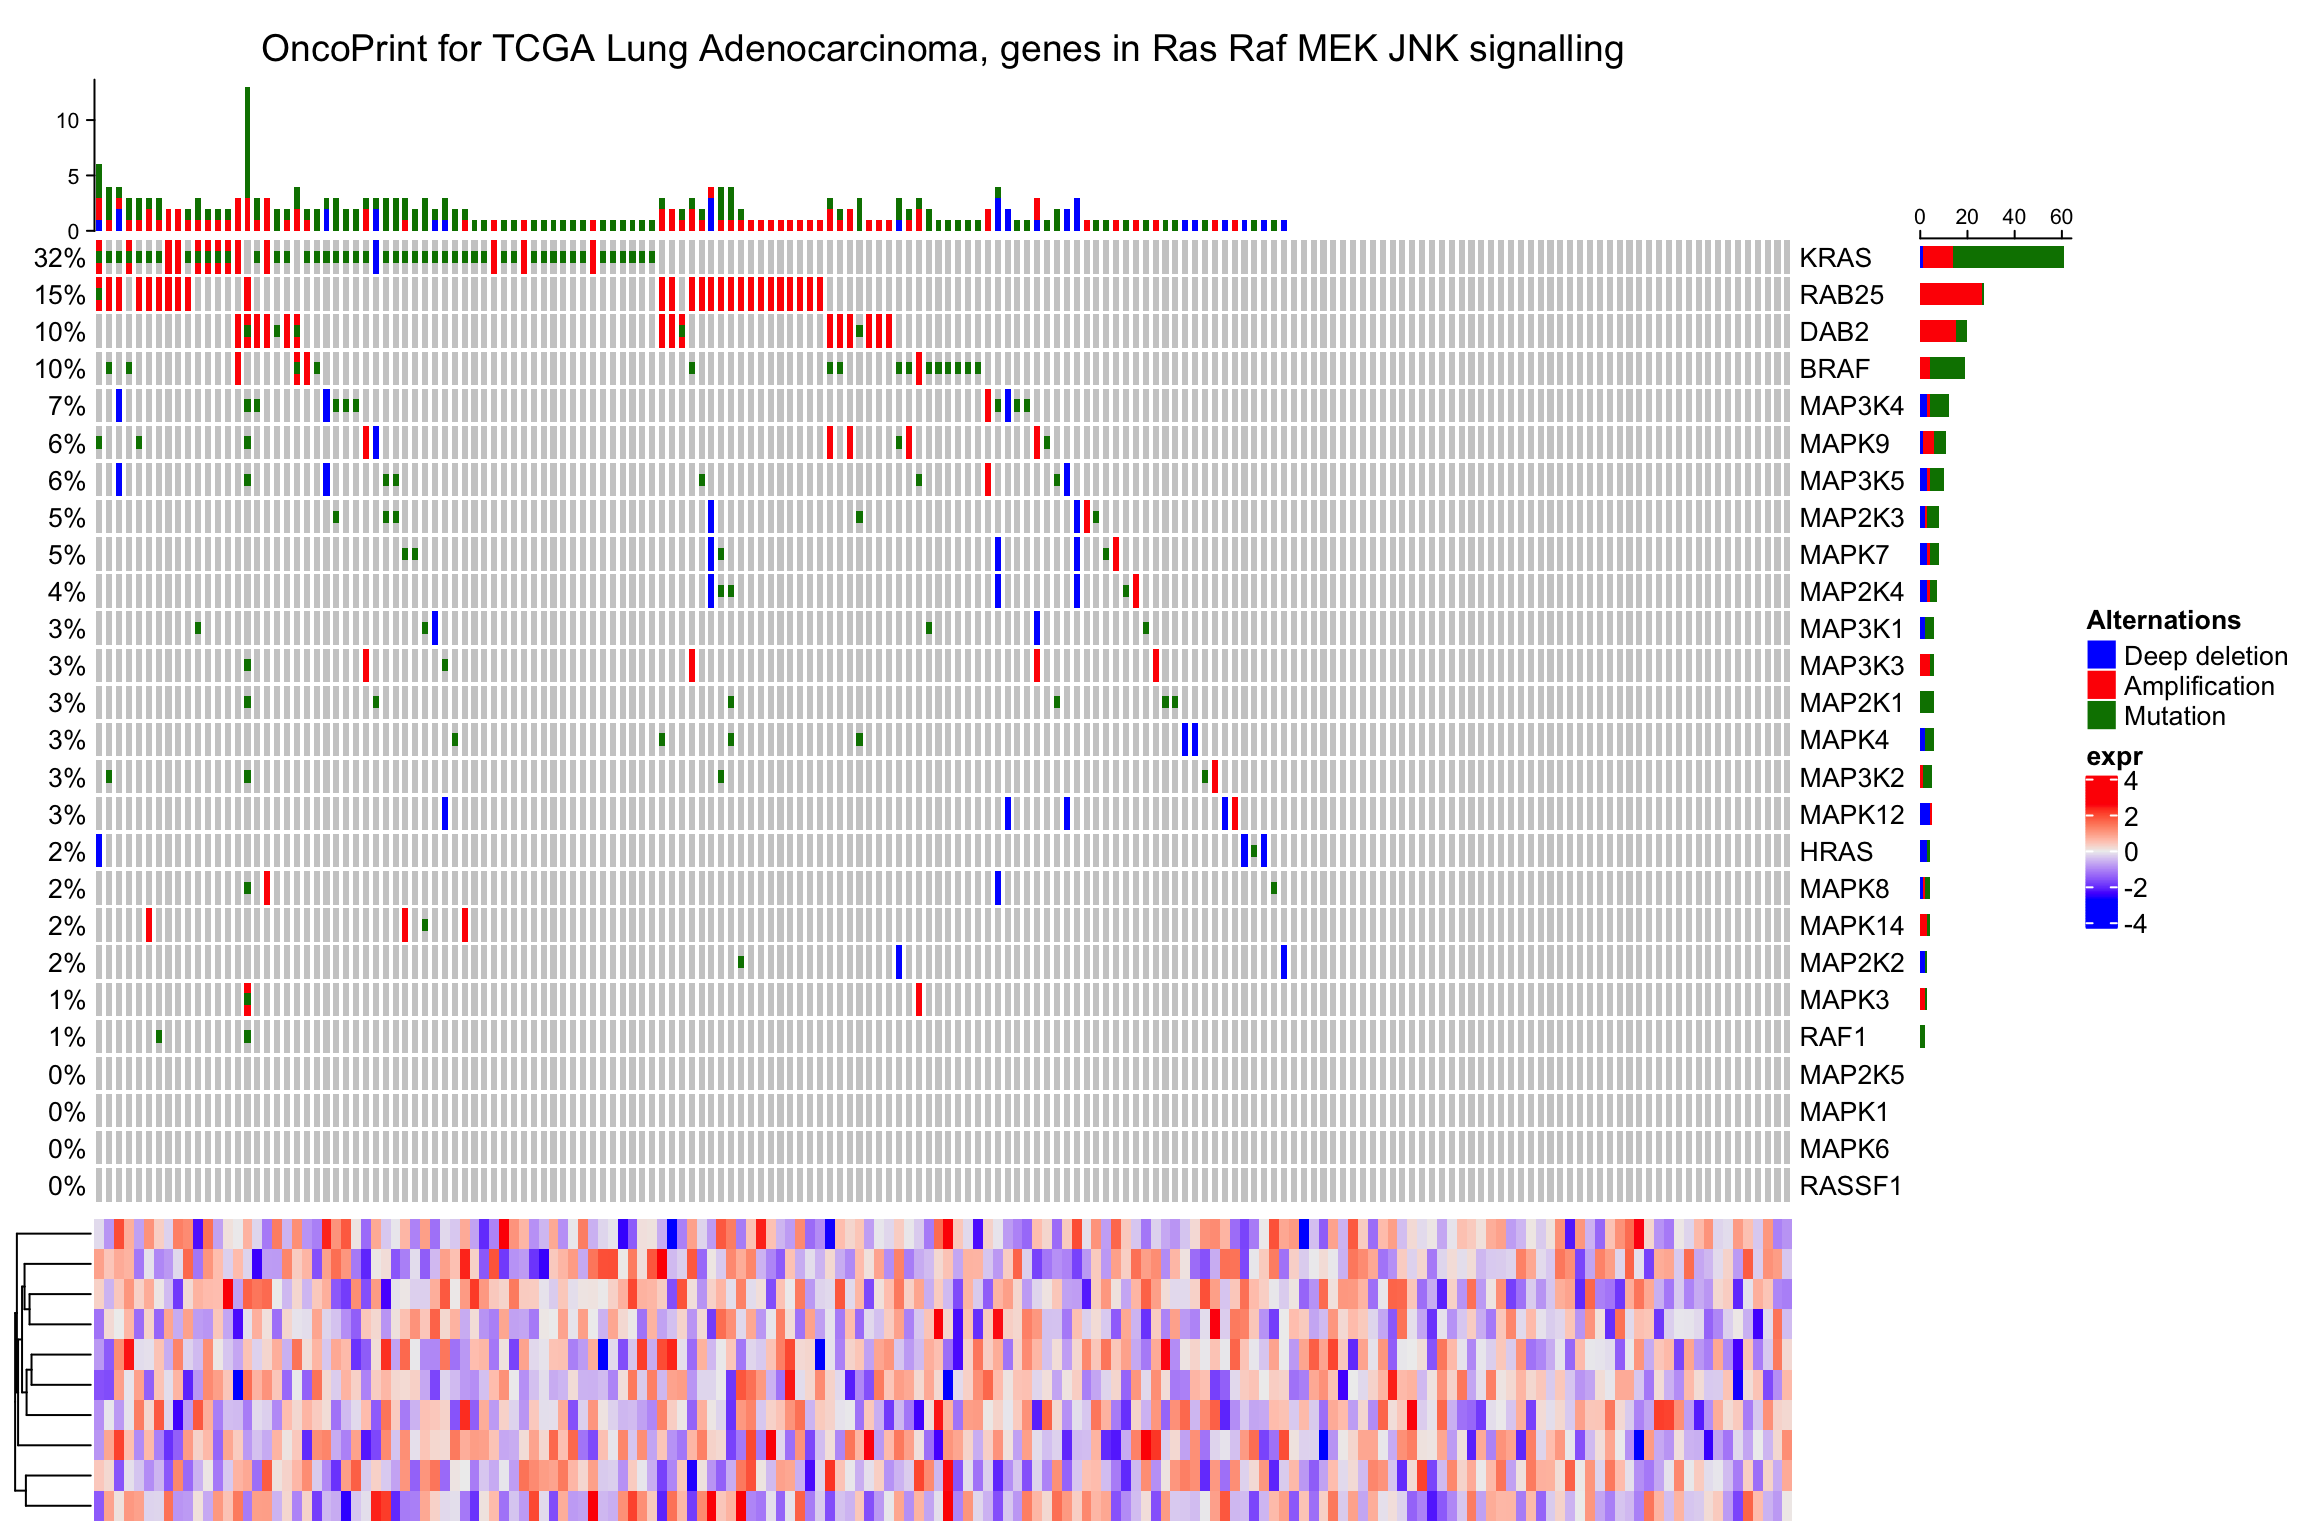 OncoPrint for TCGA Lung Adenocarcinoma, genes in Ras Raf MEK JNK signalling
10
5
0
0 20 40 60
32% KRAS
15% RAB25
10% DAB2
10% BRAF
7% MAP3K4
6% MAPK9
6% MAP3K5
5% MAP2K3
5% MAPK7
4% MAP2K4
3% MAP3K1
3% MAP3K3
3% MAP2K1
3% MAPK4
3% MAP3K2
3% MAPK12
2% HRAS
2% MAPK8
2% MAPK14
2% MAP2K2
1% MAPK3
1% RAF1
0% MAP2K5
0% MAPK1
0% MAPK6
0% RASSF1
Alternations
Deep deletion
Amplification
Mutation
expr
4
2
0
-2
-4